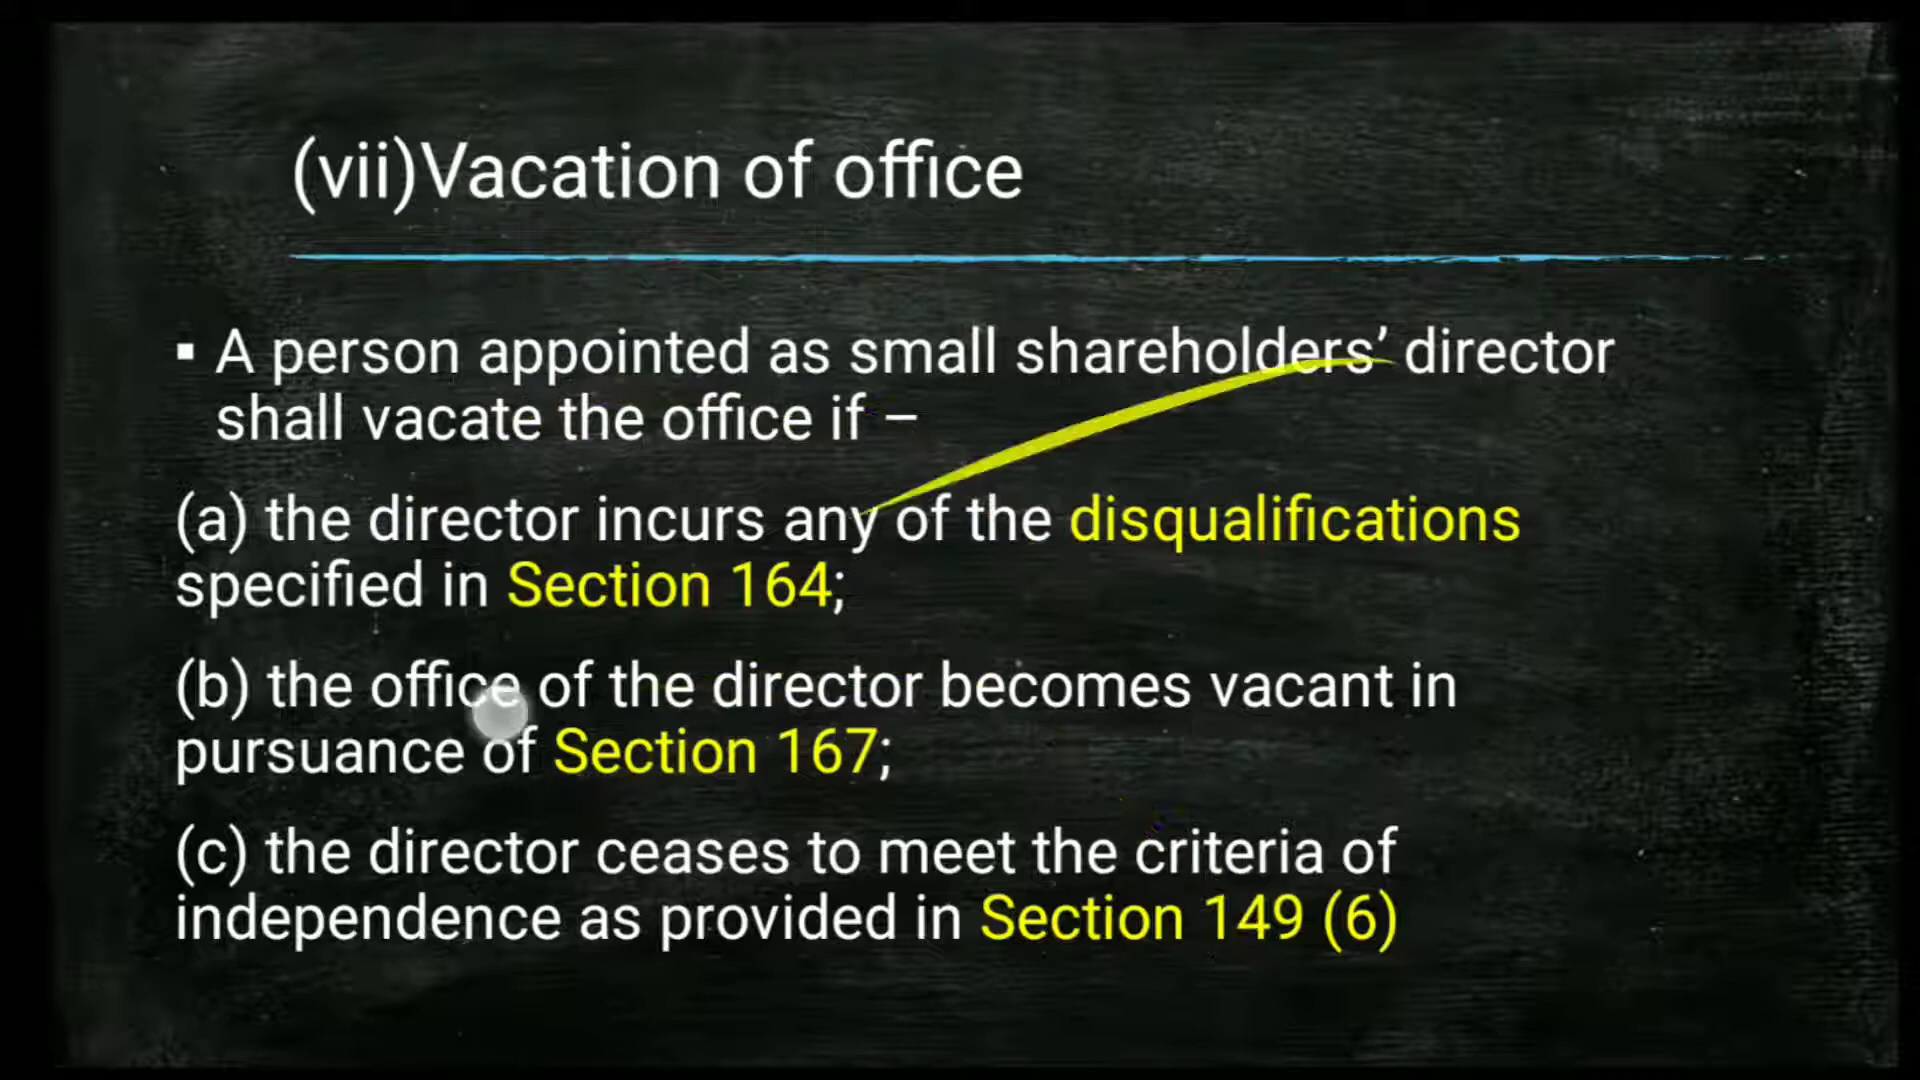 (vii)Vacation of office
▪ A person appointed as small shareholders’ director
shall vacate the office if –
(a) the director incurs any of the disqualifications
specified in Section 164;
(b) the office of the director becomes vacant in
pursuance of Section 167;
(c) the director ceases to meet the criteria of
independence as provided in Section 149 (6)